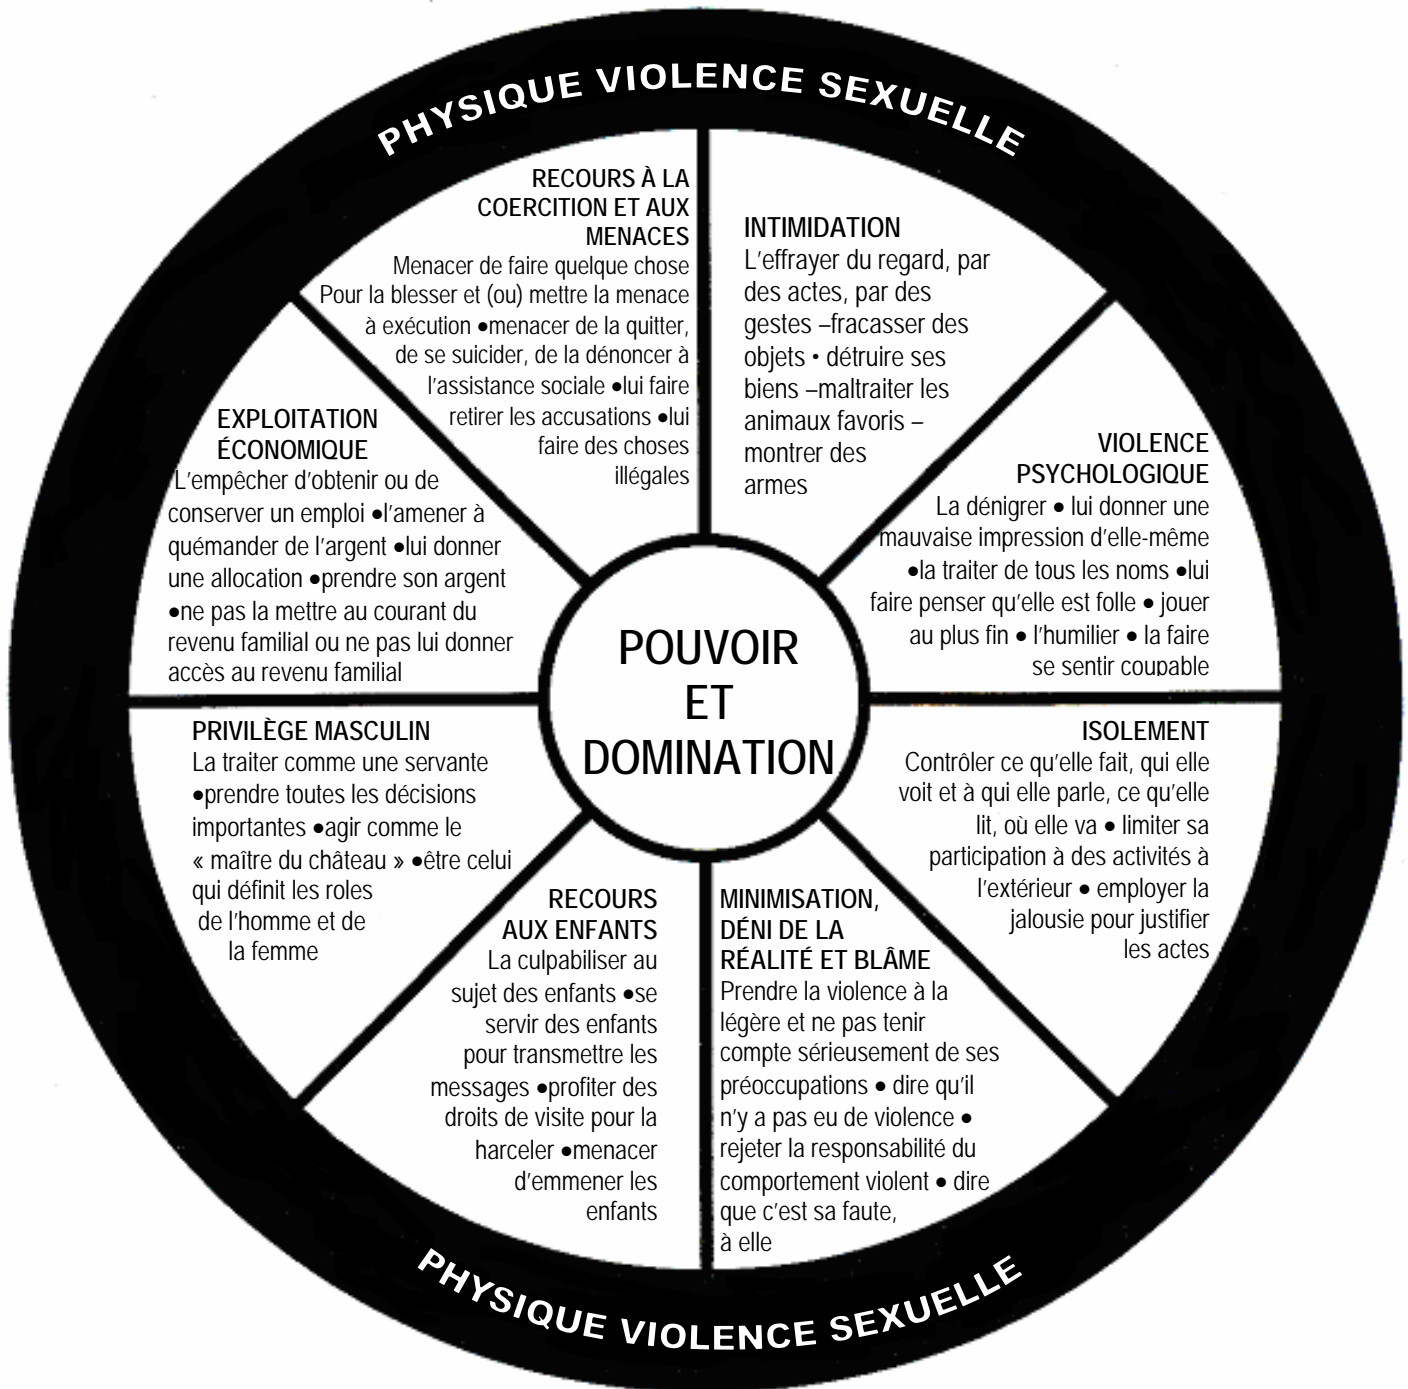 PHYSIQUE VIOLENCE SEXUELLE
RECOURS À LA
COERCITION ET AUX
MENACES
Menacer de faire quelque chose
Pour la blesser et (ou) mettre la menace
à exécution •menacer de la quitter,
de se suicider, de la dénoncer à
l'assistance sociale •lui faire
retirer les accusations •lui
faire des choses
illégales
INTIMIDATION
L'effrayer du regard, par
des actes, par des
gestes –fracasser des
objets • détruire ses
biens –maltraiter les
animaux favoris –
montrer des
armes
EXPLOITATION
ÉCONOMIQUE
L'empêcher d'obtenir ou de
conserver un emploi •l'amener à
quémander de l'argent •lui donner
une allocation •prendre son argent
•ne pas la mettre au courant du
revenu familial ou ne pas lui donner
accès au revenu familial
VIOLENCE
PSYCHOLOGIQUE
La dénigrer • lui donner une
mauvaise impression d'elle-même
•la traiter de tous les noms •lui
faire penser qu'elle est folle • jouer
au plus fin • l'humilier • la faire
se sentir coupable
POUVOIR
ET
DOMINATION
PRIVILÈGE MASCULIN
La traiter comme une servante
•prendre toutes les décisions
importantes •agir comme le
« maître du château » •être celui
qui définit les roles
de l'homme et de
la femme
ISOLEMENT
Contrôler ce qu'elle fait, qui elle
voit et à qui elle parle, ce qu'elle
lit, où elle va • limiter sa
participation à des activités à
l'extérieur • employer la
jalousie pour justifier
les actes
RECOURS
AUX ENFANTS
La culpabiliser au
sujet des enfants •se
servir des enfants
pour transmettre les
messages •profiter des
droits de visite pour la
harceler •menacer
d'emmener les
enfants
MINIMISATION,
DÉNI DE LA
RÉALITÉ ET BLÂME
Prendre la violence à la
légère et ne pas tenir
compte sérieusement de ses
préoccupations • dire qu'il
n'y a pas eu de violence •
rejeter la responsabilité du
comportement violent • dire
que c'est sa faute,
à elle
PHYSIQUE VIOLENCE SEXUELLE